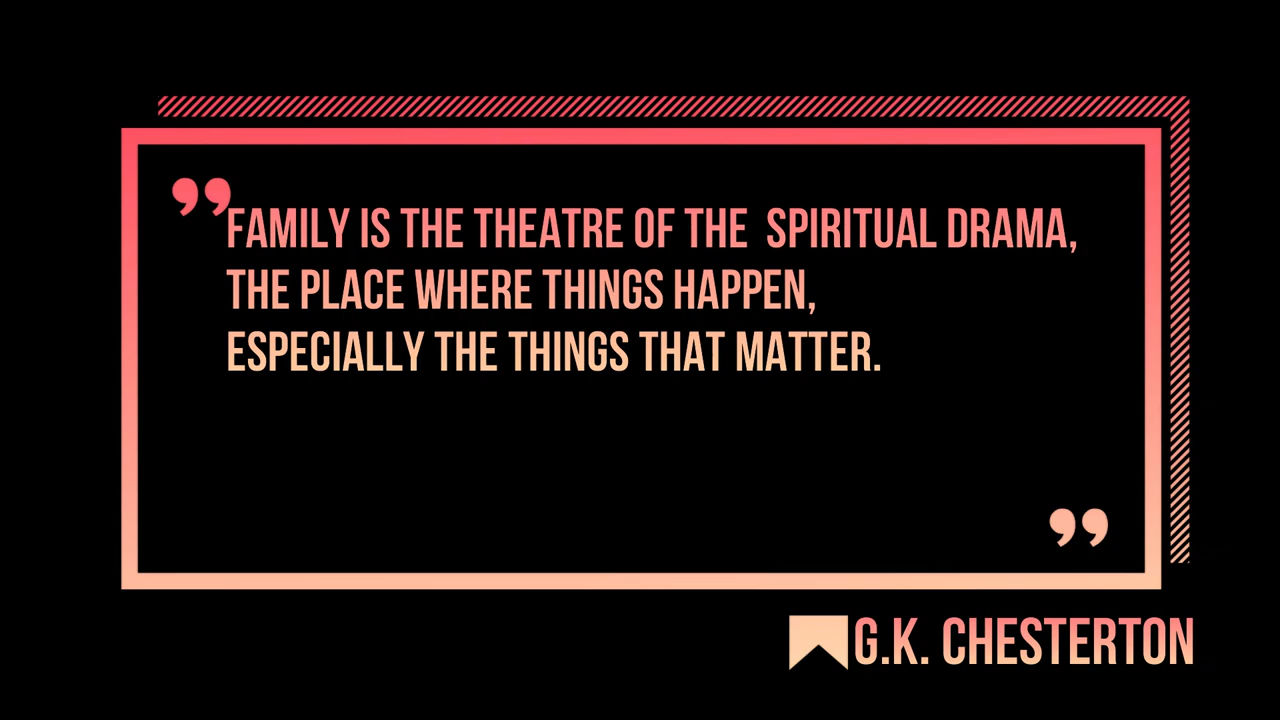 ”FAMILY IS THE THEATRE OF THE SPIRITUAL DRAMA,
THE PLACE WHERE THINGS HAPPEN,
ESPECIALLY THE THINGS THAT MATTER.
”
G.K. CHESTERTON